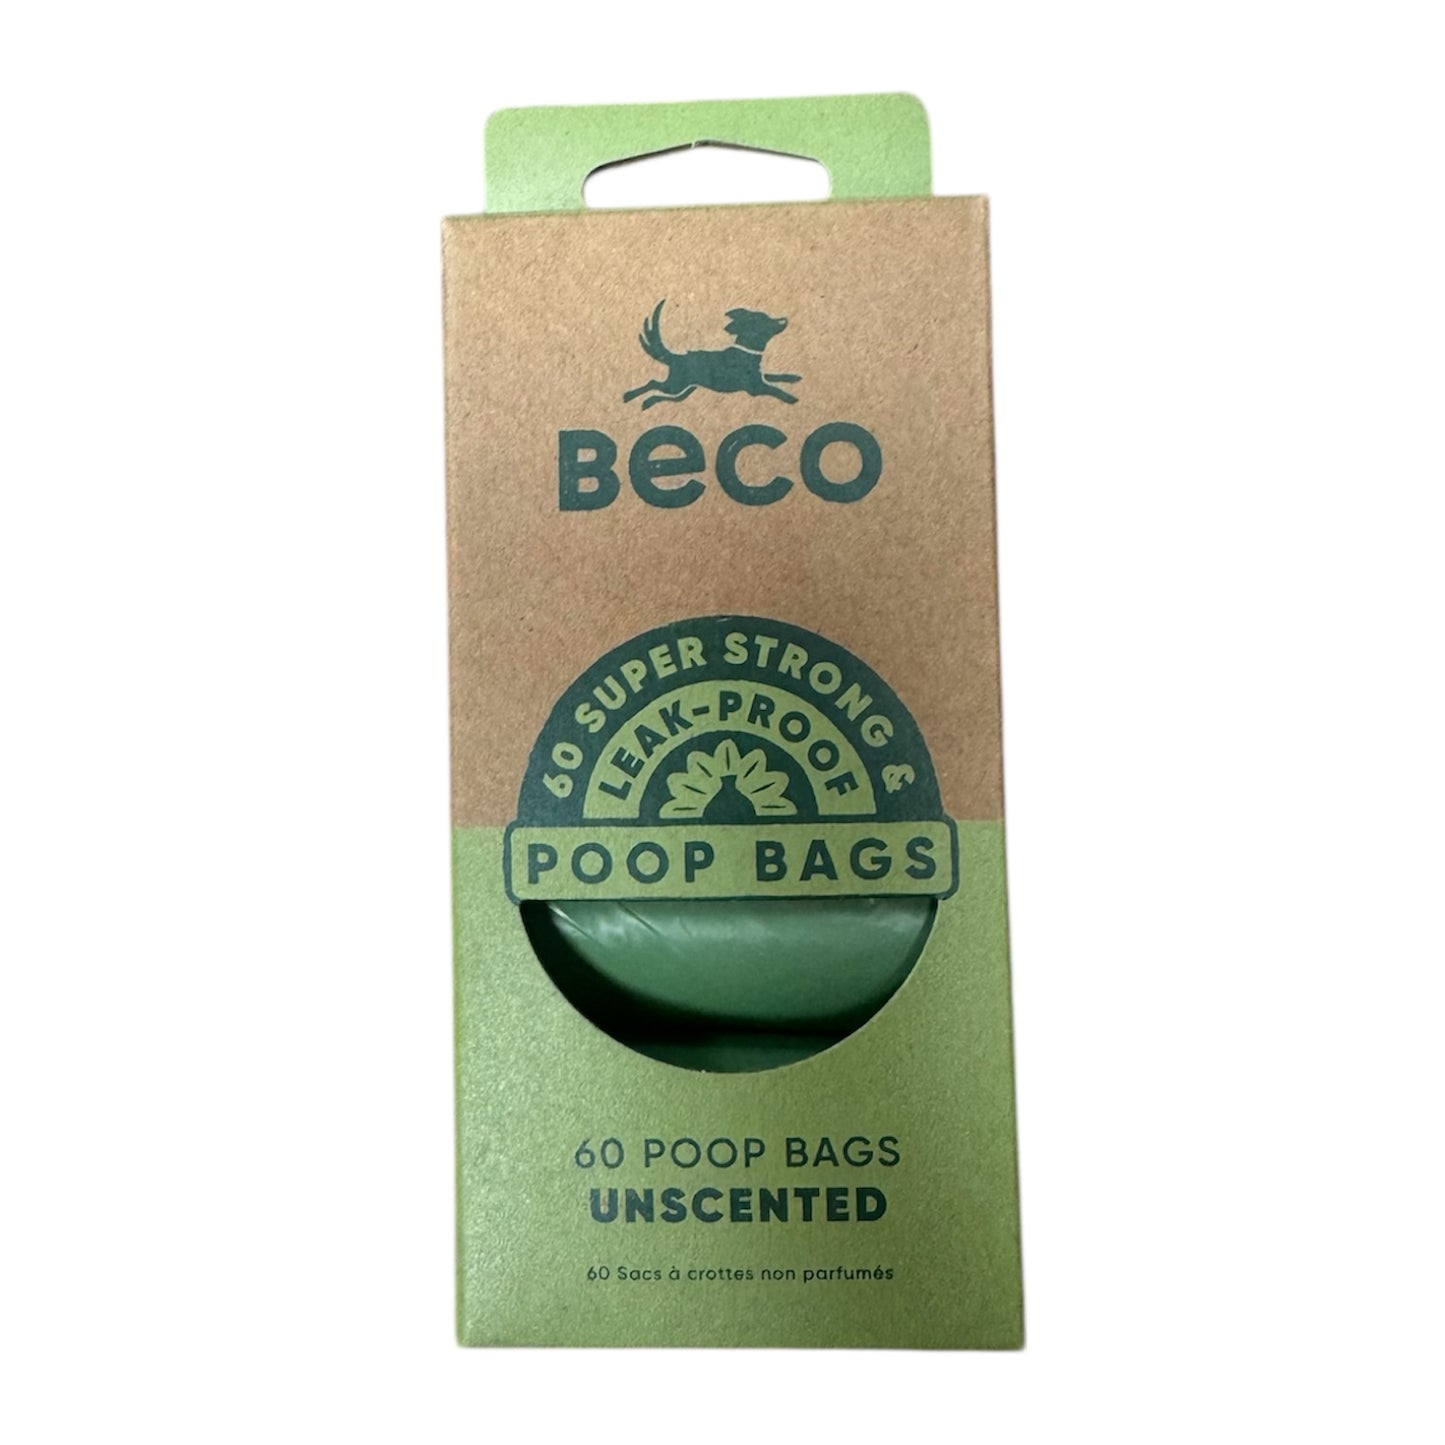 Beco
60 SUPER STRONG &
LEAK-PROOF
POOP BAGS
60 POOP BAGS
UNSCENTED
60 Sacs à crottes non parfumés